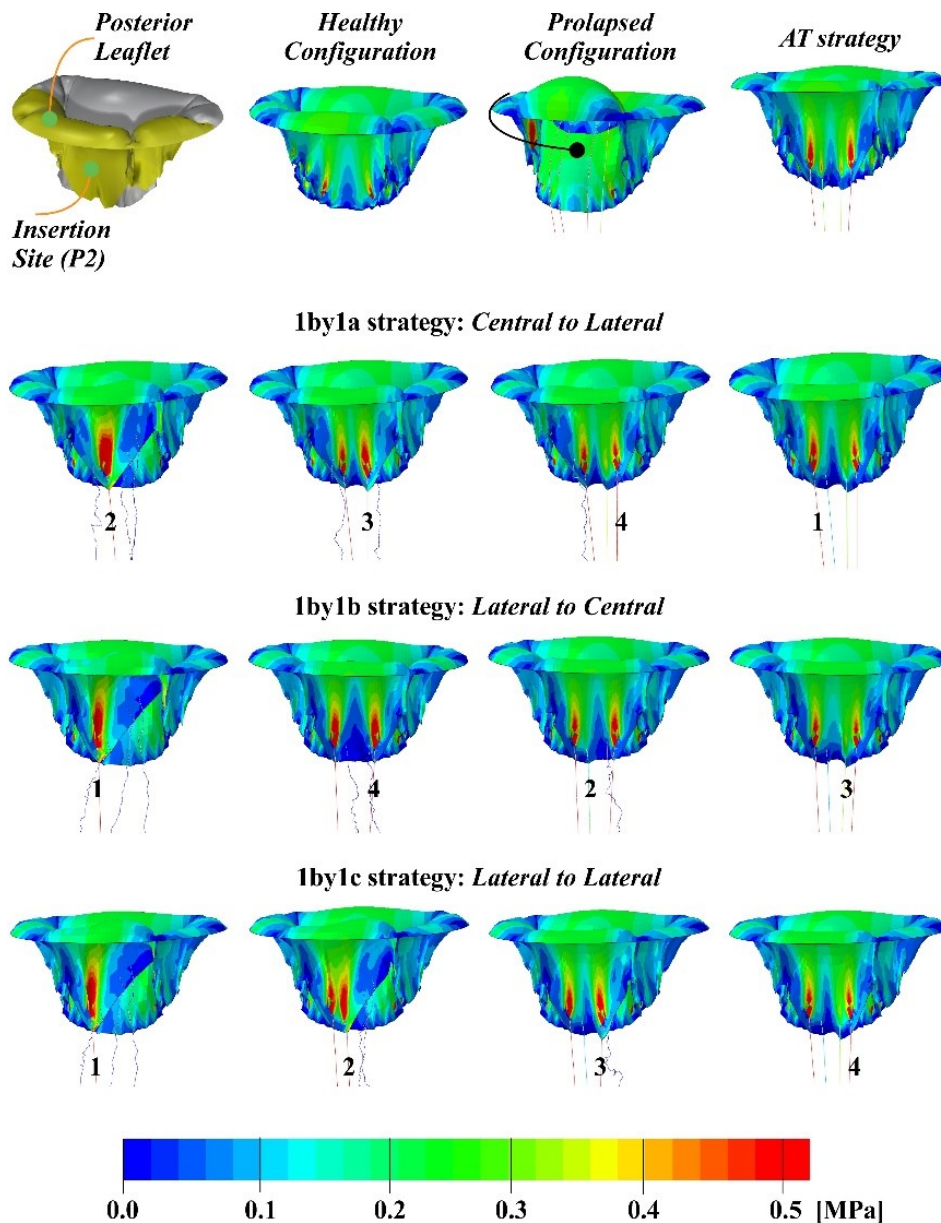 Posterior
Leaflet
Healthy
Configuration
Prolapsed
Configuration
AT strategy
Insertion
Site (P2)
1by1a strategy: Central to Lateral
2 3 4 1
1by1b strategy: Lateral to Central
1 4 2 3
1by1c strategy: Lateral to Lateral
1 2 3 4
0.0 0.1 0.2 0.3 0.4 0.5 [MPa]